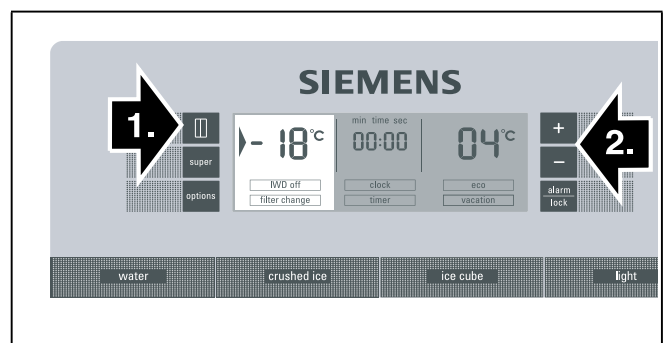 SIEMENS
1.
super
options
- 18°C
IWD off
filter change
min time sec
00:00
clock
timer
04°C
eco
vacation
+
−
alarm
lock
2.
water
crushed ice
ice cube
light